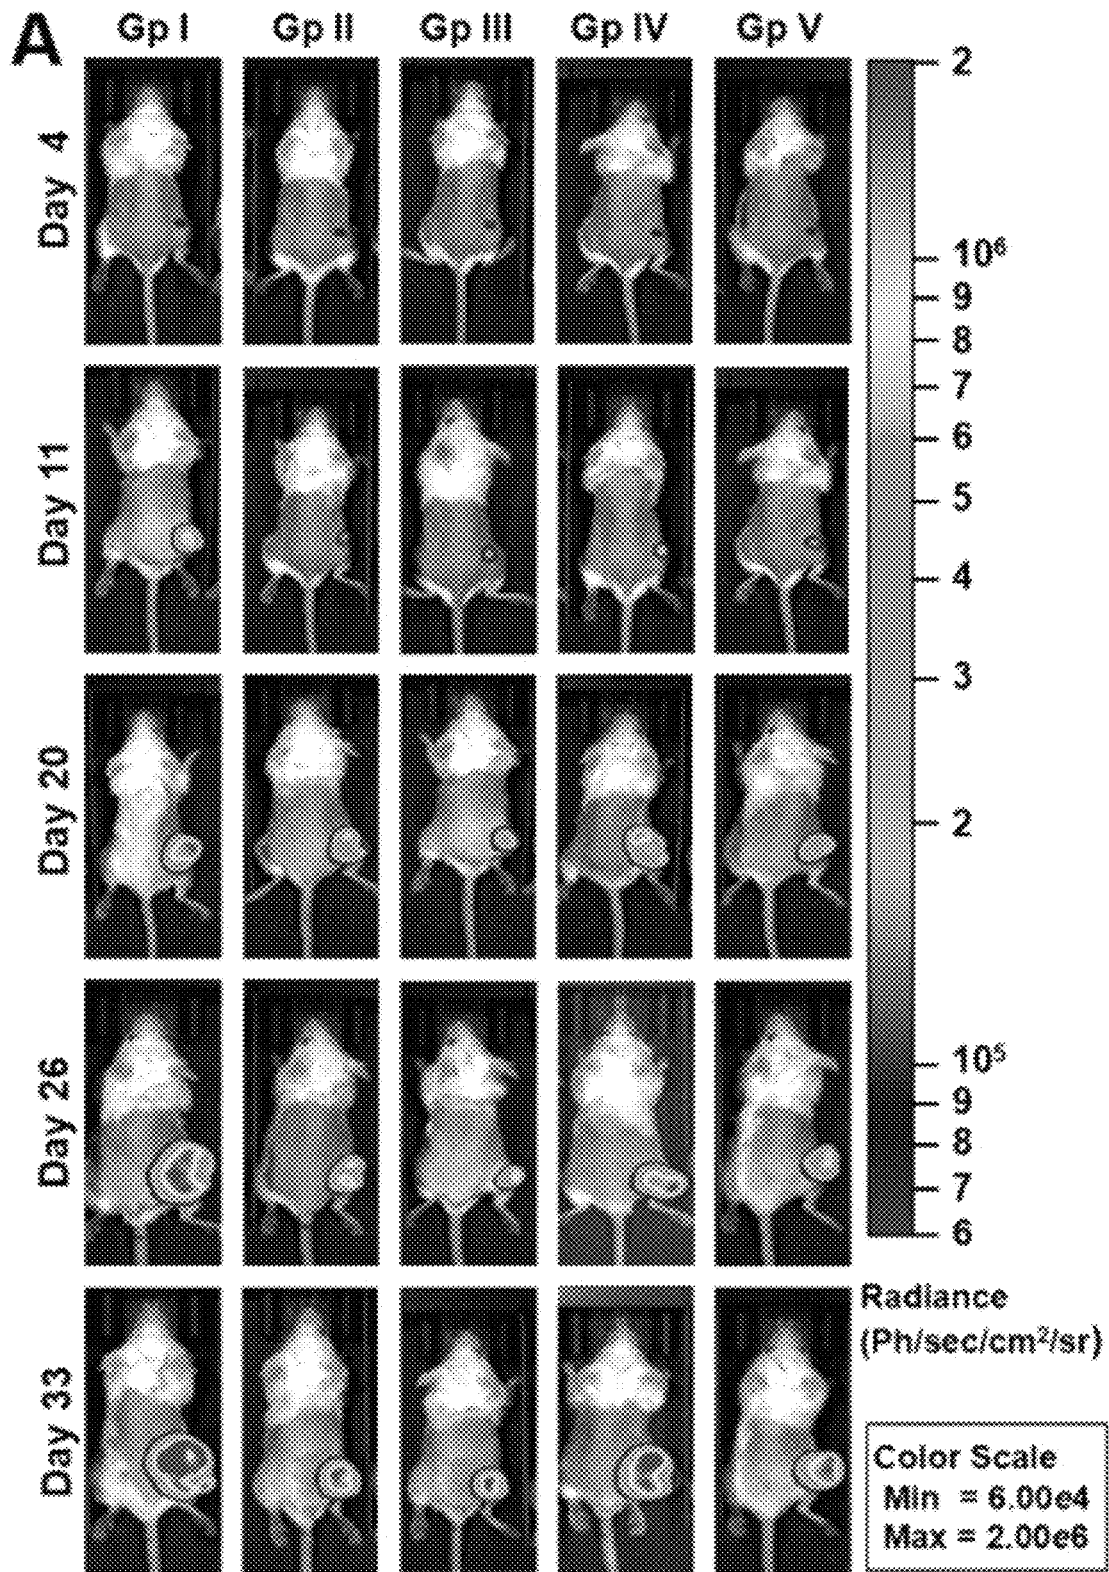 A
Gp I Gp II Gp III Gp IV Gp V
Day 4
Day 11
Day 20
Day 26
Day 33
2
10⁶
9
8
7
6
5
4
3
2
10⁵
9
8
7
6
Radiance
(Ph/sec/cm²/sr)
Color Scale
Min = 6.00e4
Max = 2.00e6